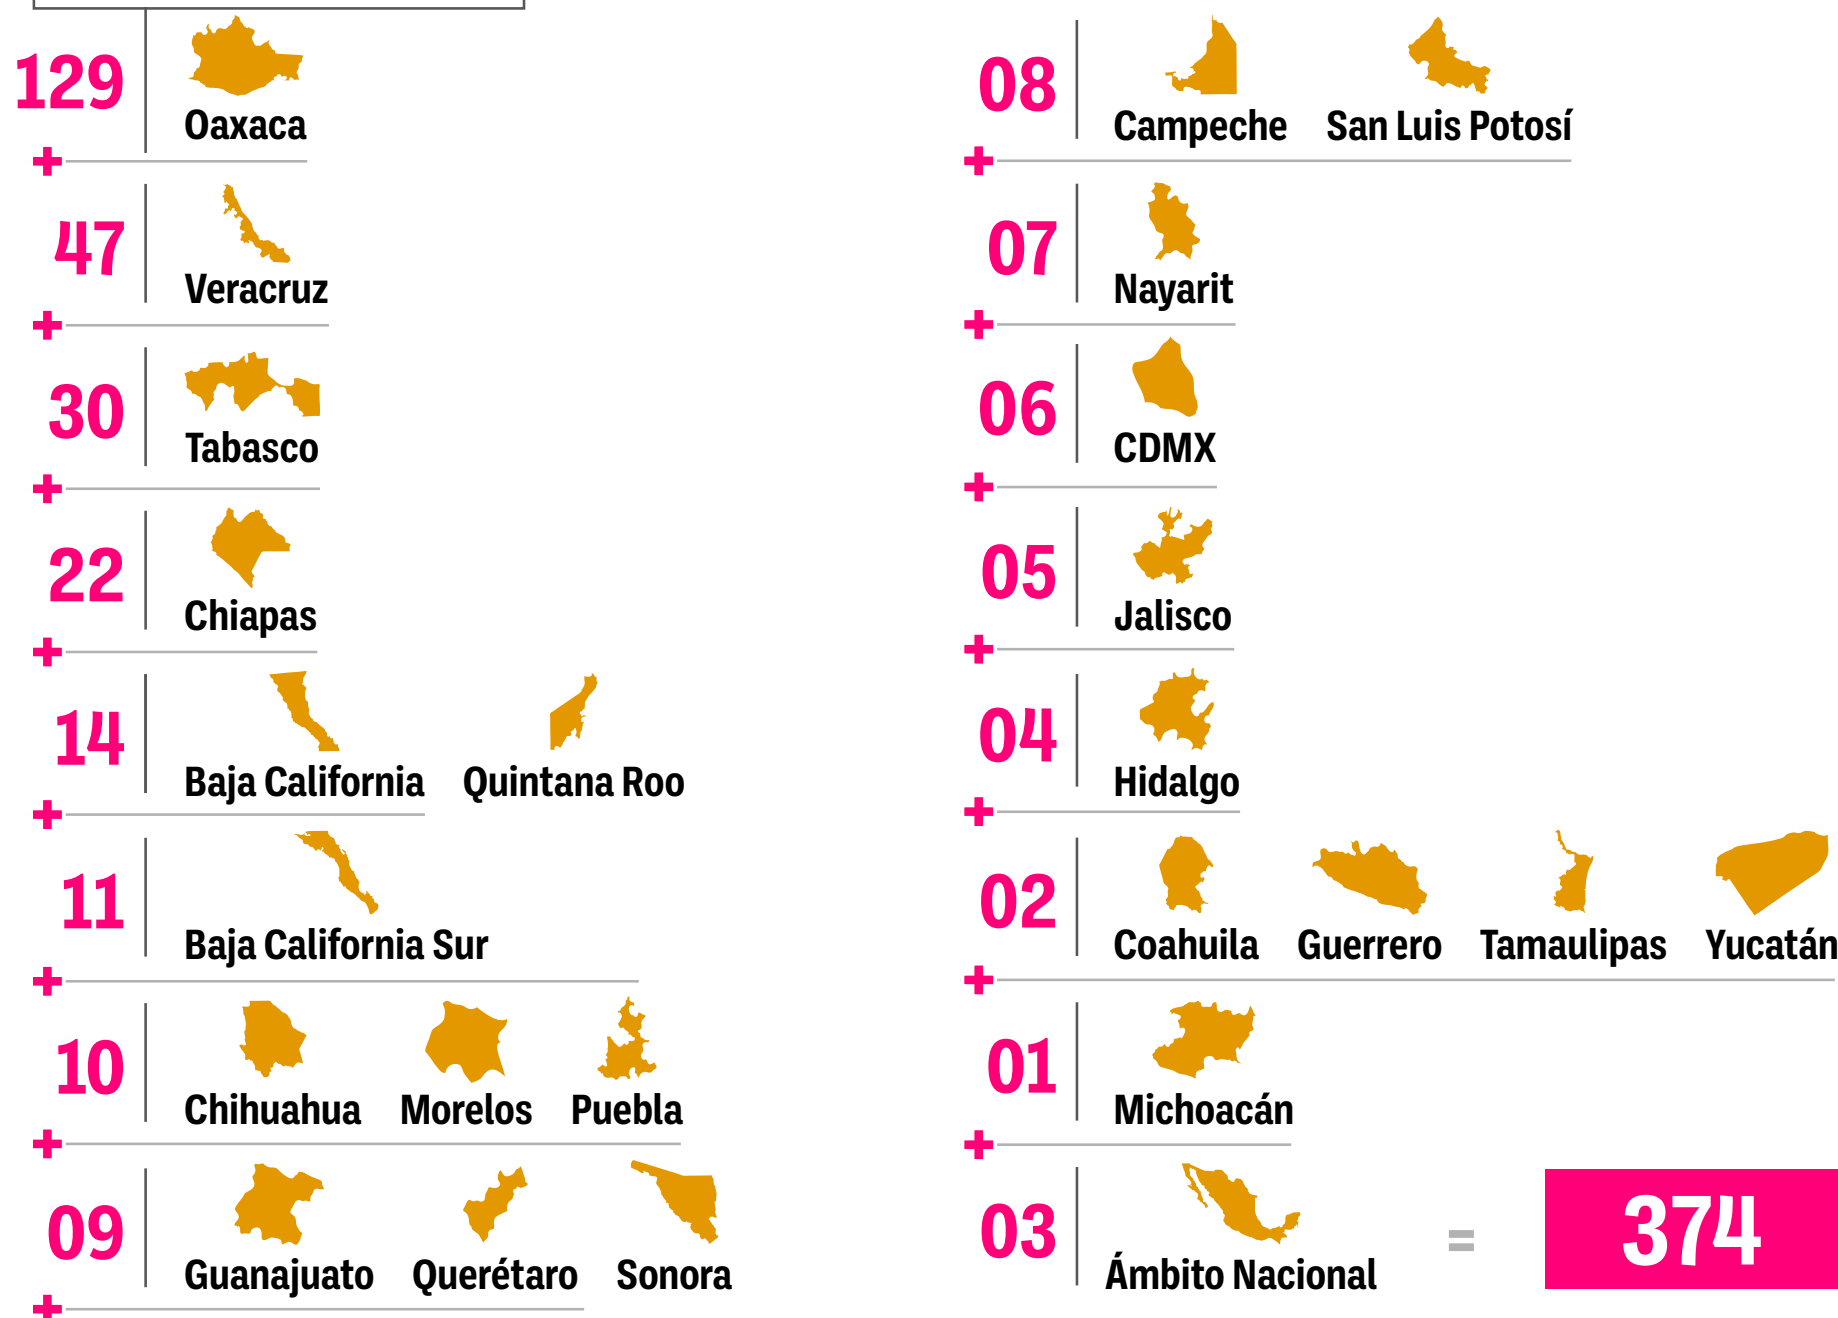 129
Oaxaca
+
47
Veracruz
+
30
Tabasco
+
22
Chiapas
+
14
Baja California Quintana Roo
+
11
Baja California Sur
+
10
Chihuahua Morelos Puebla
+
09
Guanajuato Querétaro Sonora
+
08
Campeche San Luis Potosí
+
07
Nayarit
+
06
CDMX
+
05
Jalisco
+
04
Hidalgo
+
02
Coahuila Guerrero Tamaulipas Yucatán
+
01
Michoacán
+
03
Ámbito Nacional
= 374